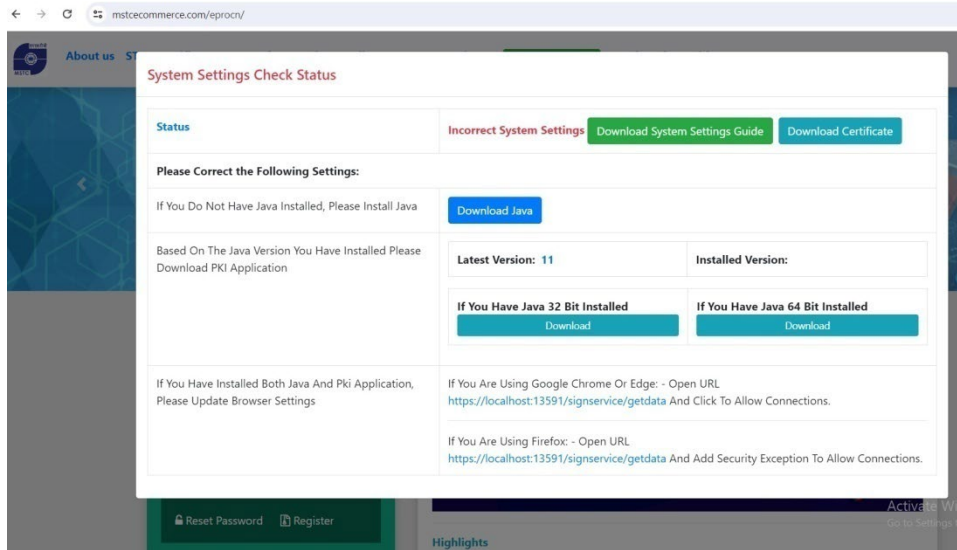 mstcecommerce.com/eprocn/
About us ST
MSTC
System Settings Check Status
Status
Incorrect System Settings Download System Settings Guide Download Certificate
Please Correct the Following Settings:
If You Do Not Have Java Installed, Please Install Java
Download Java
Based On The Java Version You Have Installed Please
Download PKI Application
Latest Version: 11 Installed Version:
If You Have Java 32 Bit Installed If You Have Java 64 Bit Installed
Download Download
If You Have Installed Both Java And Pki Application,
Please Update Browser Settings
If You Are Using Google Chrome Or Edge: - Open URL
https://localhost:13591/signservice/getdata And Click To Allow Connections.
If You Are Using Firefox: - Open URL
https://localhost:13591/signservice/getdata And Add Security Exception To Allow Connections.
Reset Password Register
Activate W
Go to Settings
Highlights